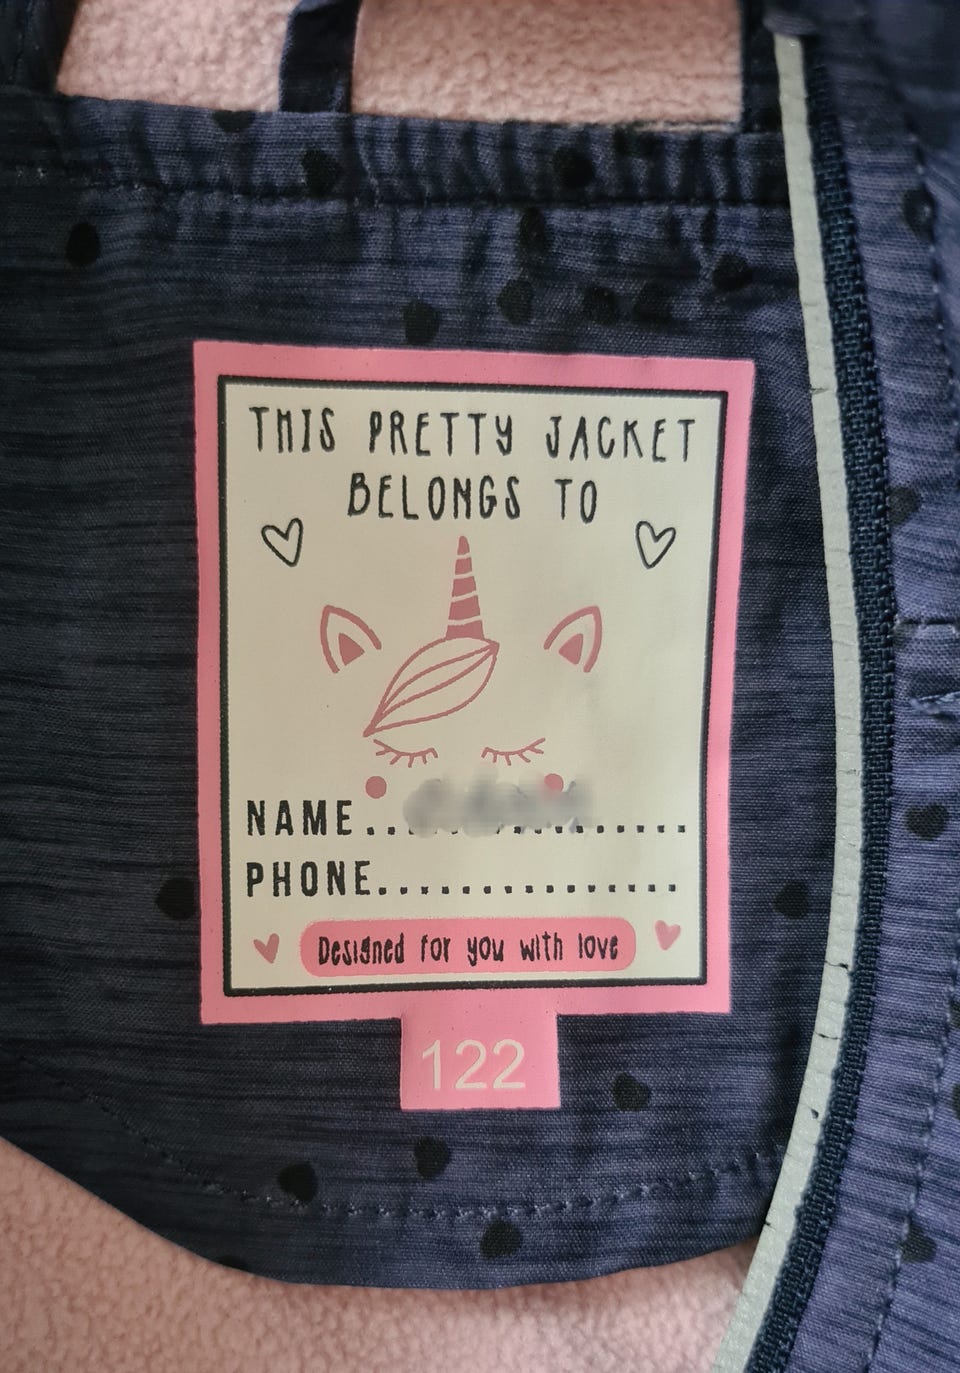 THIS PRETTY JACKET
BELONGS TO
NAME................
PHONE................
Designed for you with love
122